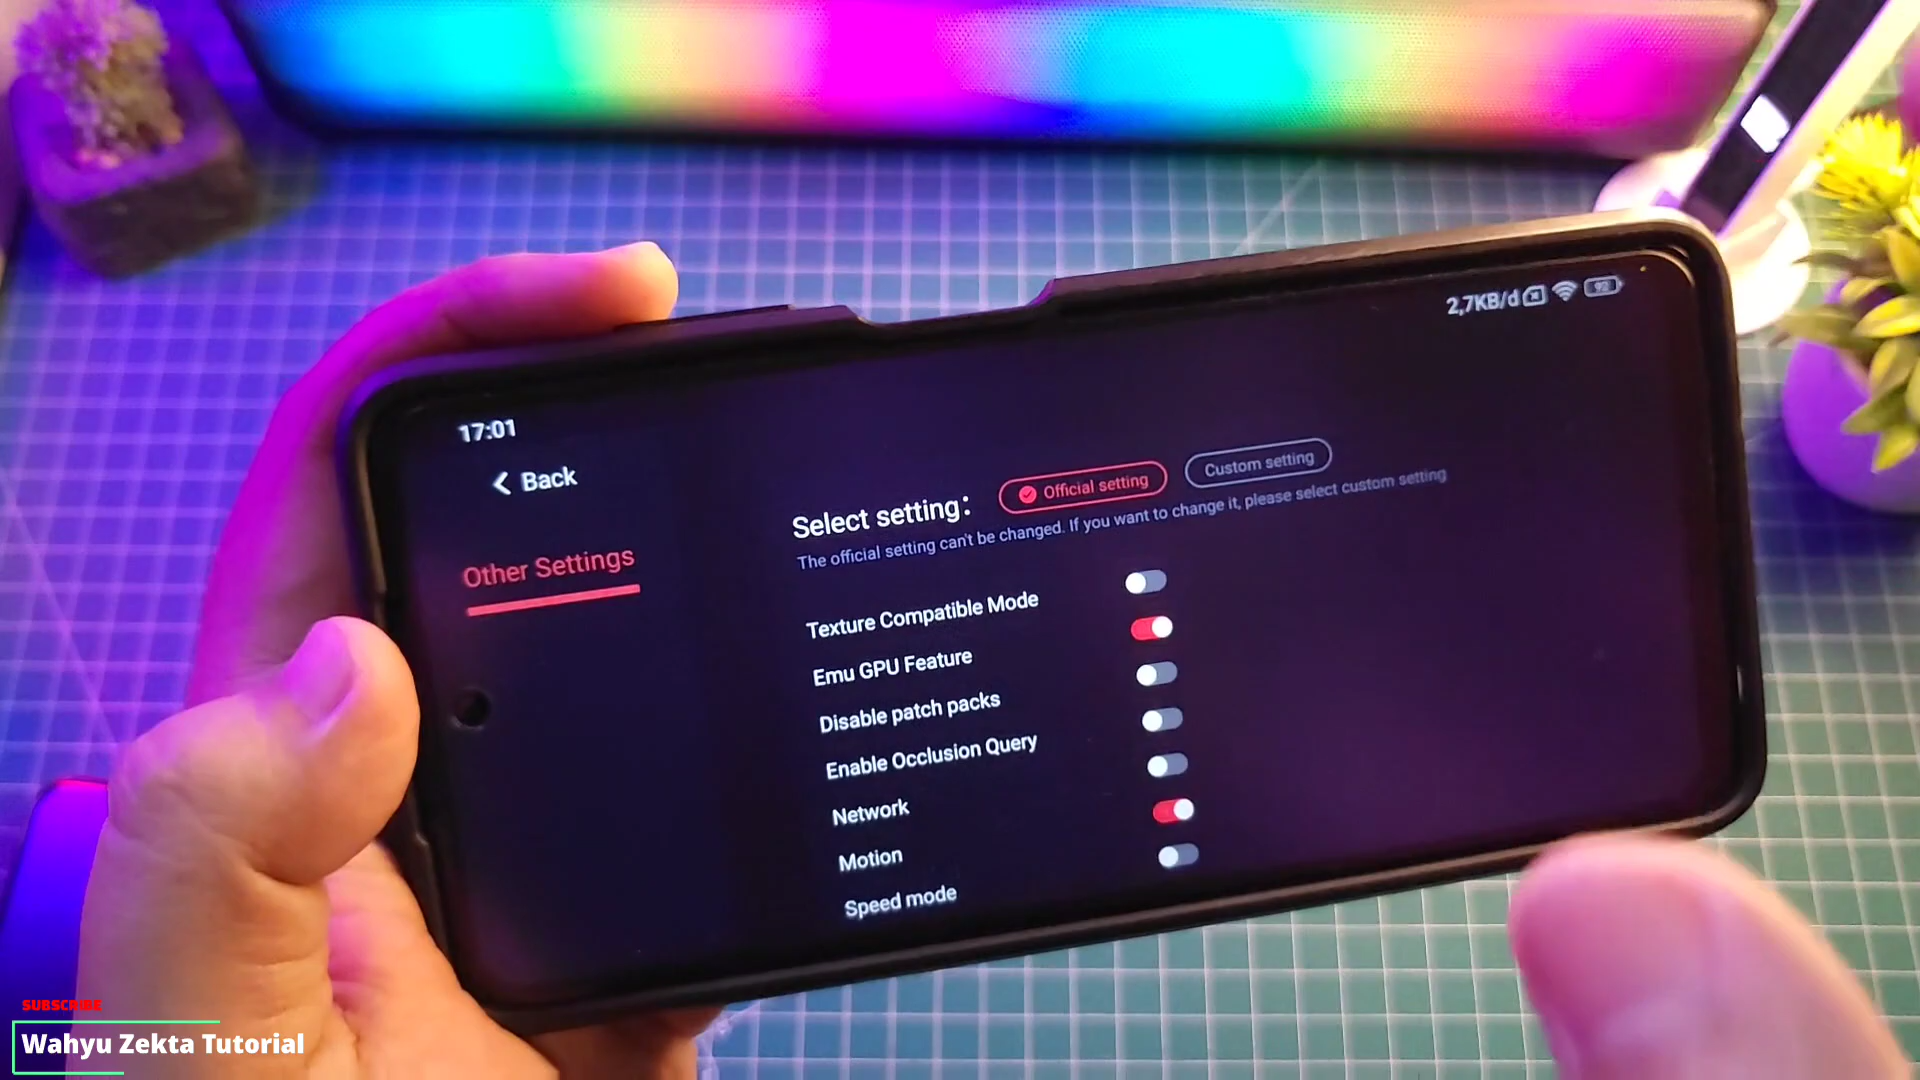 2,7KB/d
92
17:01
Back
Other Settings
Select setting:
Official setting
Custom setting
The official setting can't be changed. If you want to change it, please select custom setting
Texture Compatible Mode
Emu GPU Feature
Disable patch packs
Enable Occlusion Query
Network
Motion
Speed mode
SUBSCRIBE
Wahyu Zekta Tutorial